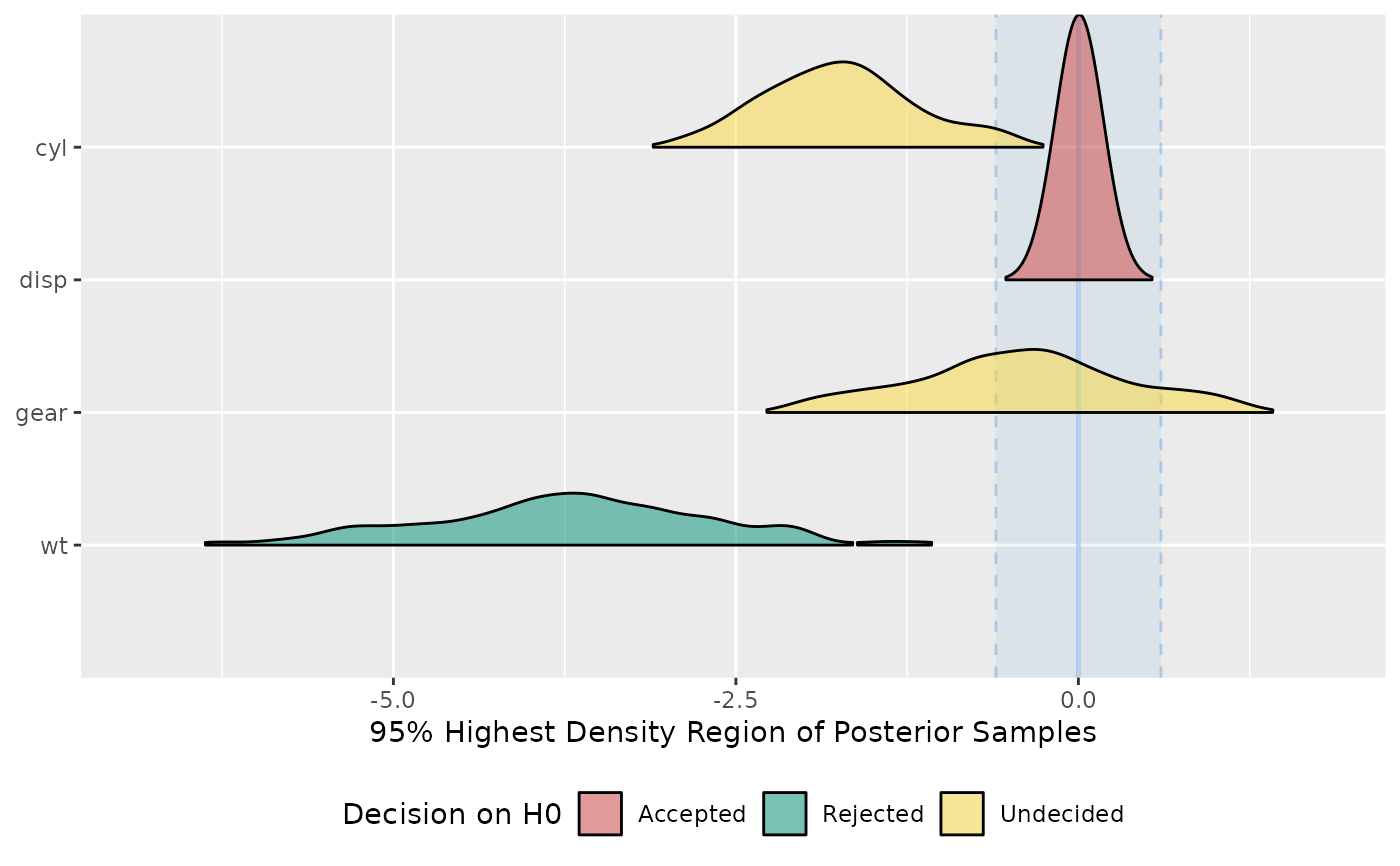 cyl
disp
gear
wt
-5.0 -2.5 0.0
95% Highest Density Region of Posterior Samples
Decision on H0 Accepted Rejected Undecided